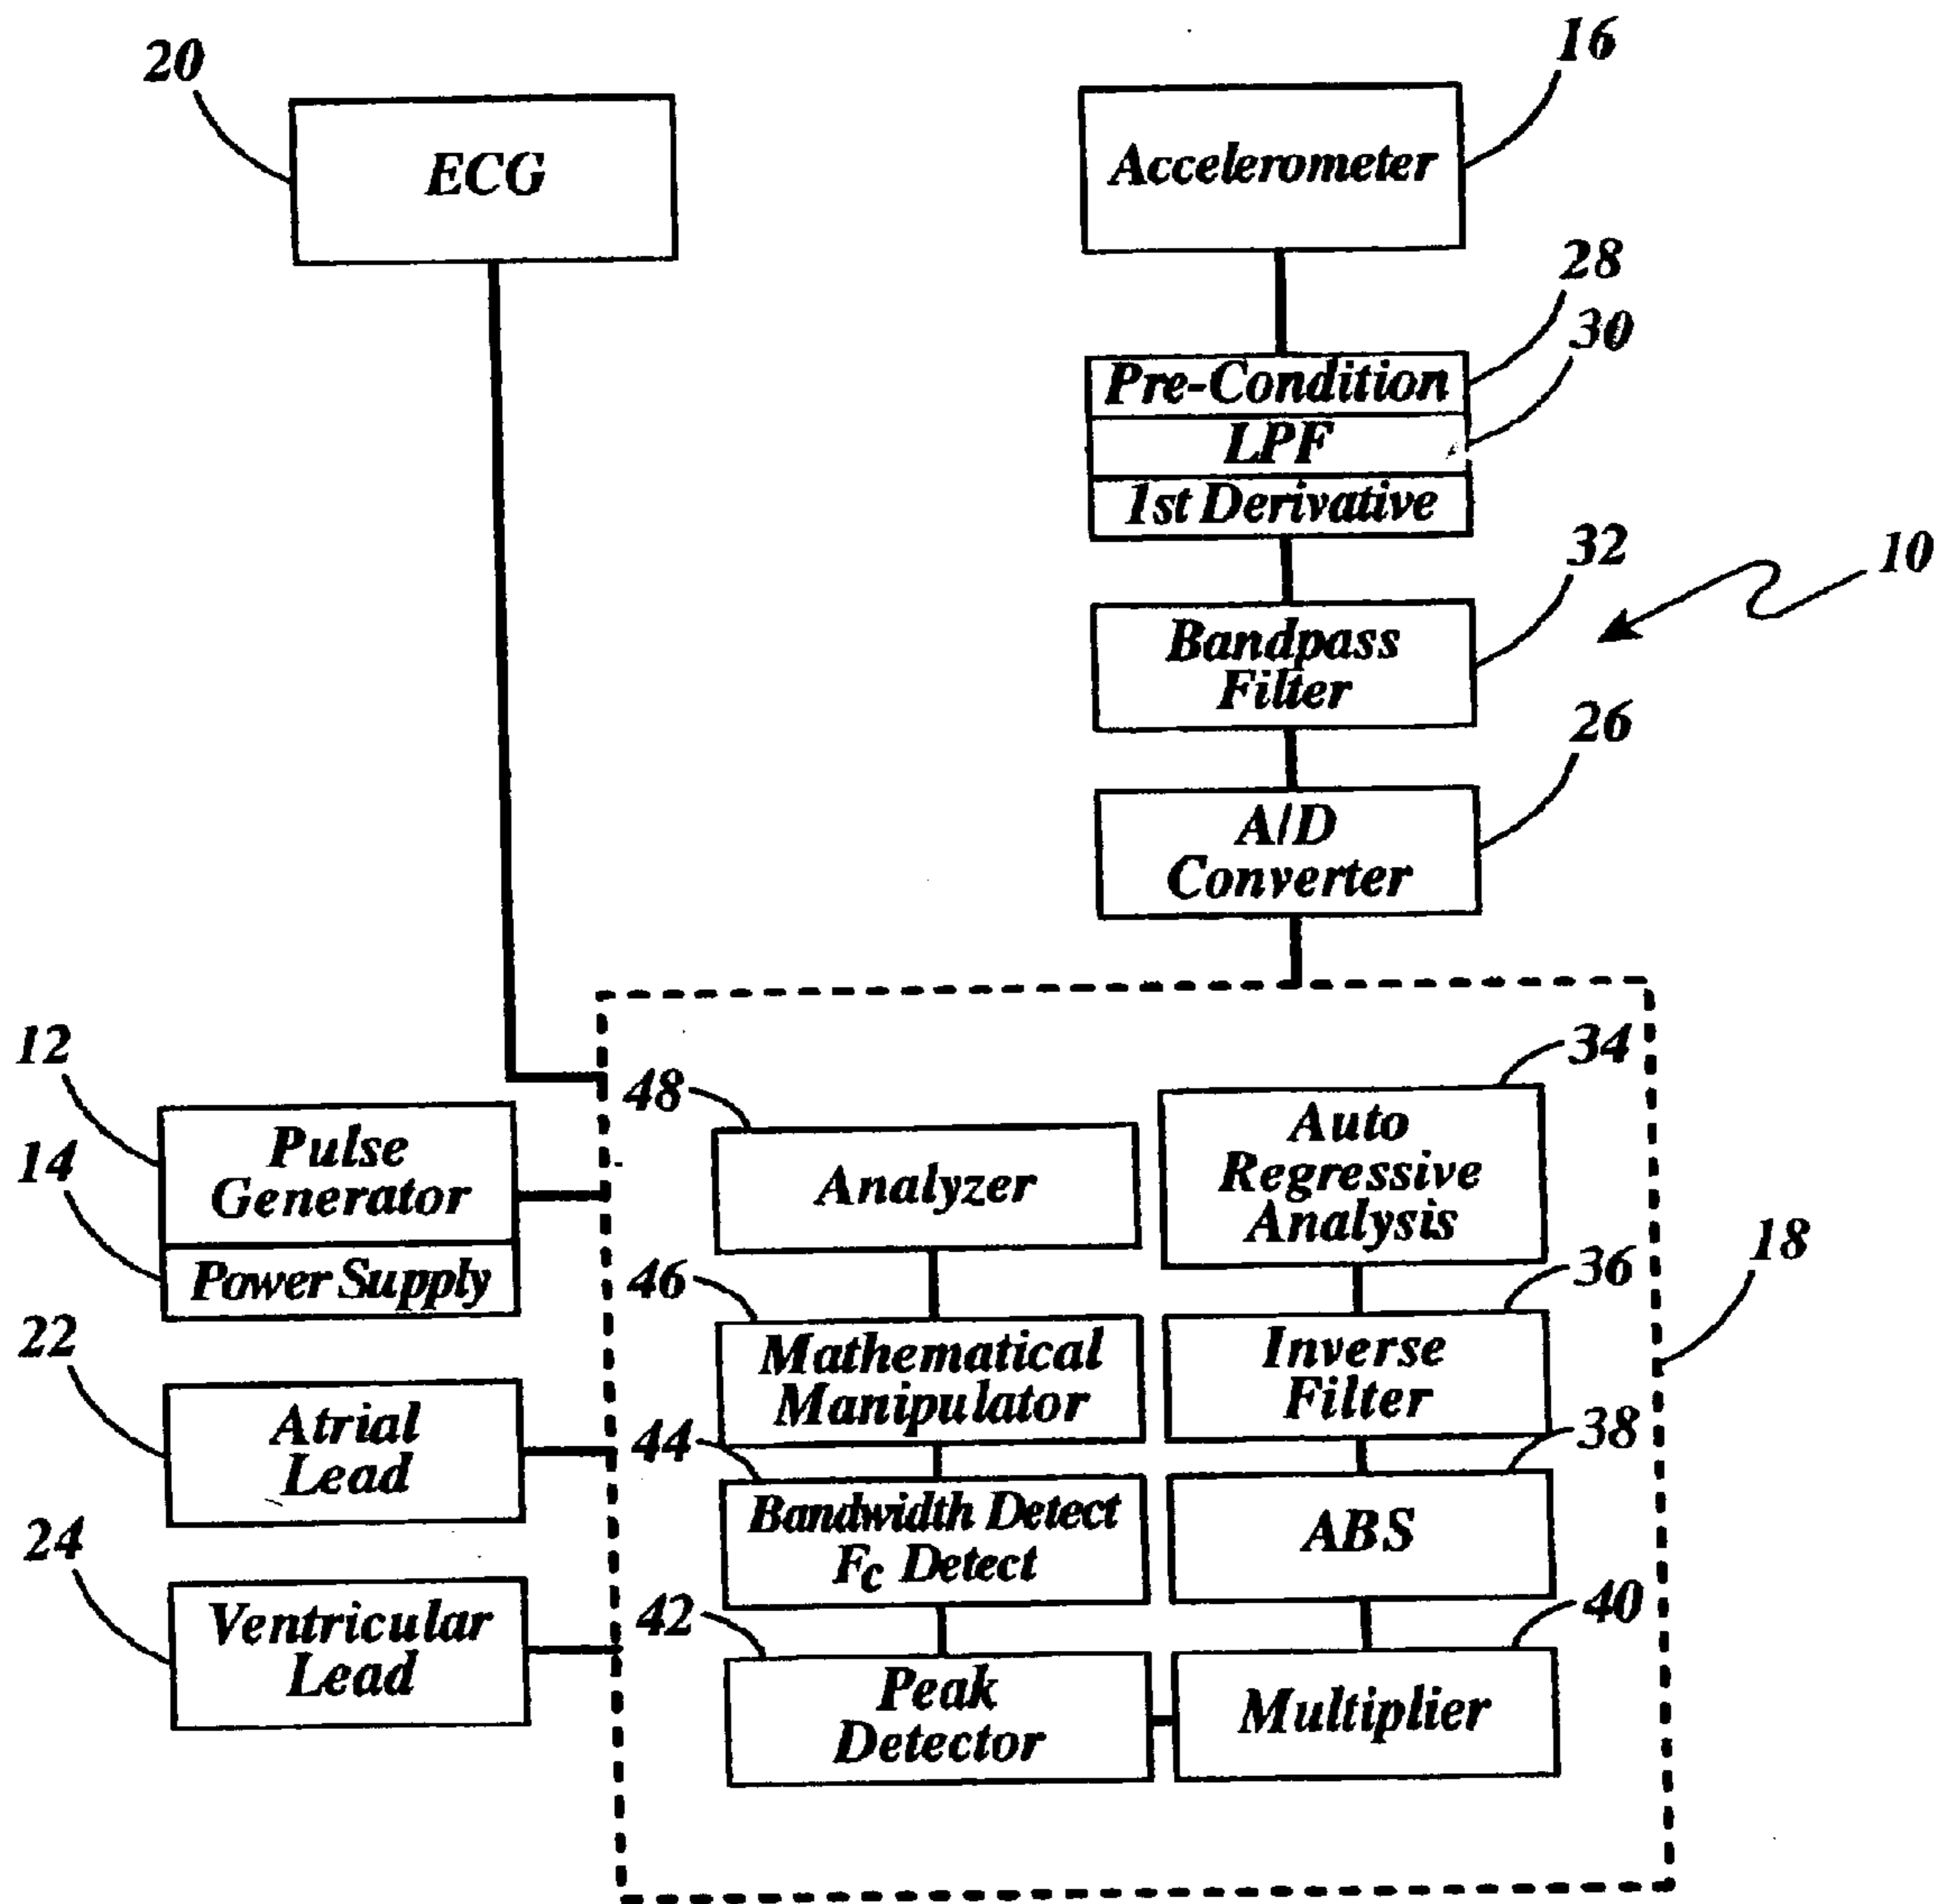 20
ECG
16
Accelerometer
28
30
Pre-Condition
LPF
1st Derivative
32
10
Bandpass
Filter
26
A/D
Converter
12
Pulse
Generator
14
Power Supply
22
Atrial
Lead
24
Ventricular
Lead
48
Analyzer
34
Auto
Regressive
Analysis
18
46
Mathematical
Manipulator
36
Inverse
Filter
44
Bandwidth Detect
Fc Detect
38
ABS
42
Peak
Detector
40
Multiplier